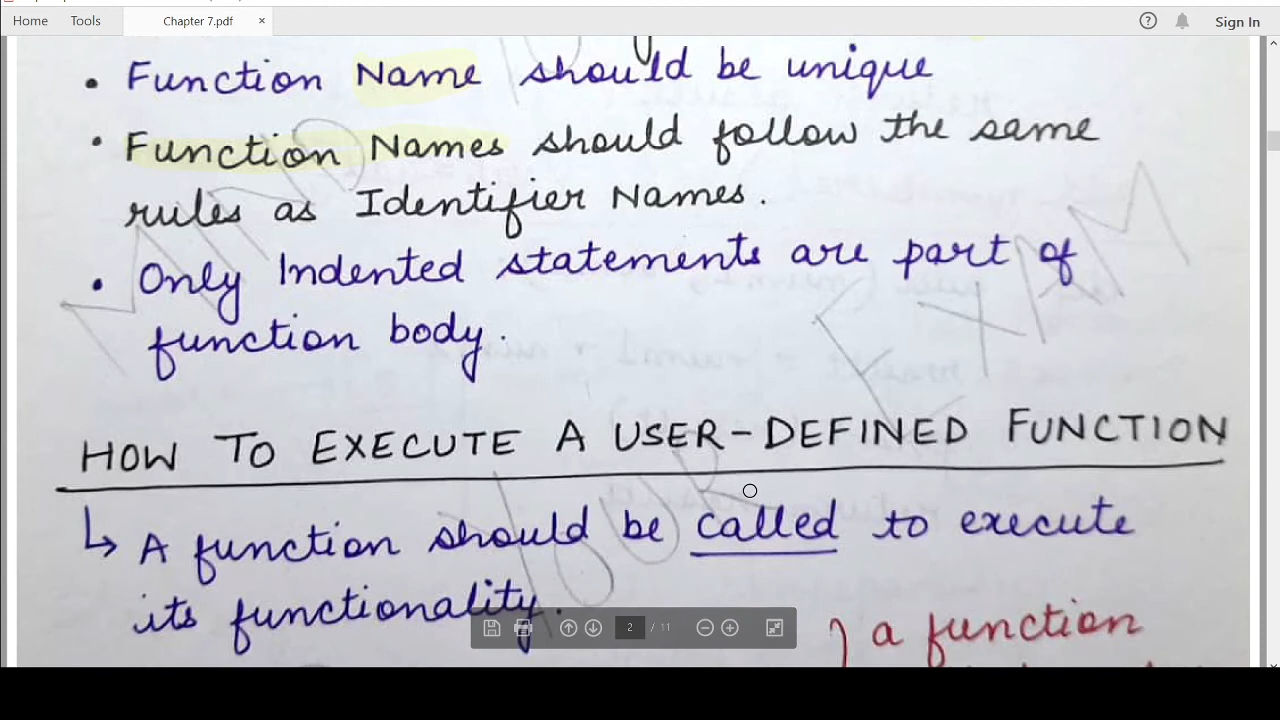 Home Tools Chapter 7.pdf × Sign In
• Function Name should be unique
• Function Names should follow the same
rules as Identifier Names.
• Only Indented statements are part of
function body.
HOW TO EXECUTE A USER-DEFINED FUNCTION
↳ A function should be called to execute
its functionality.
2 / 11
} a function